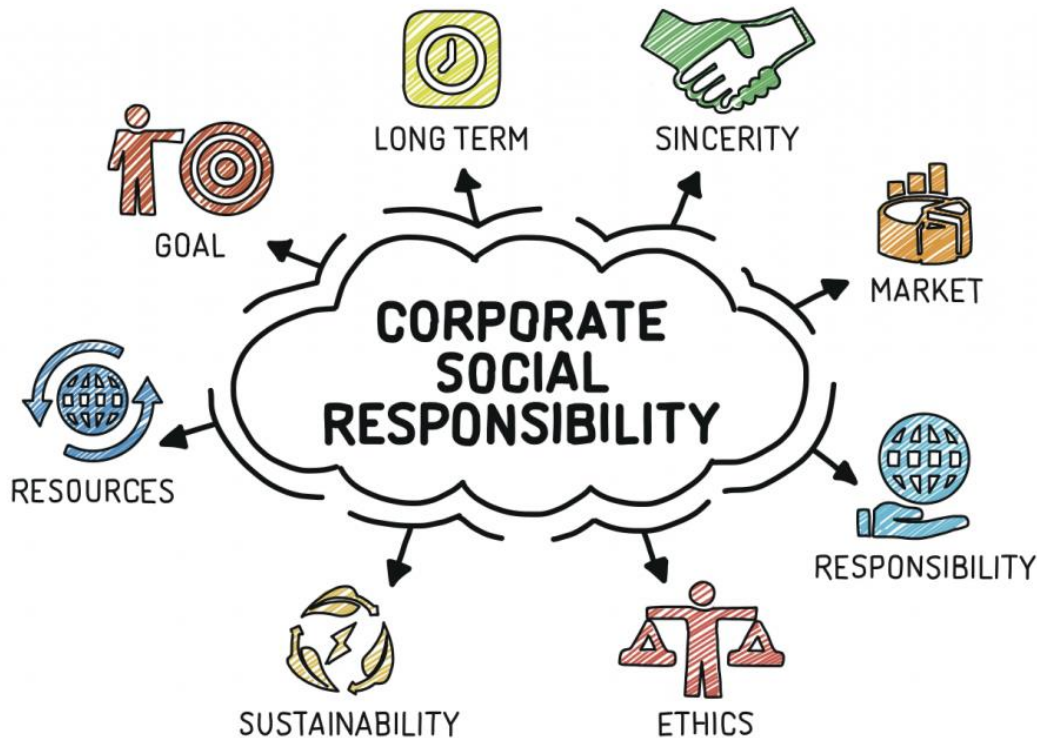 LONG TERM
SINCERITY
GOAL
MARKET
CORPORATE
SOCIAL
RESPONSIBILITY
RESOURCES
RESPONSIBILITY
SUSTAINABILITY
ETHICS